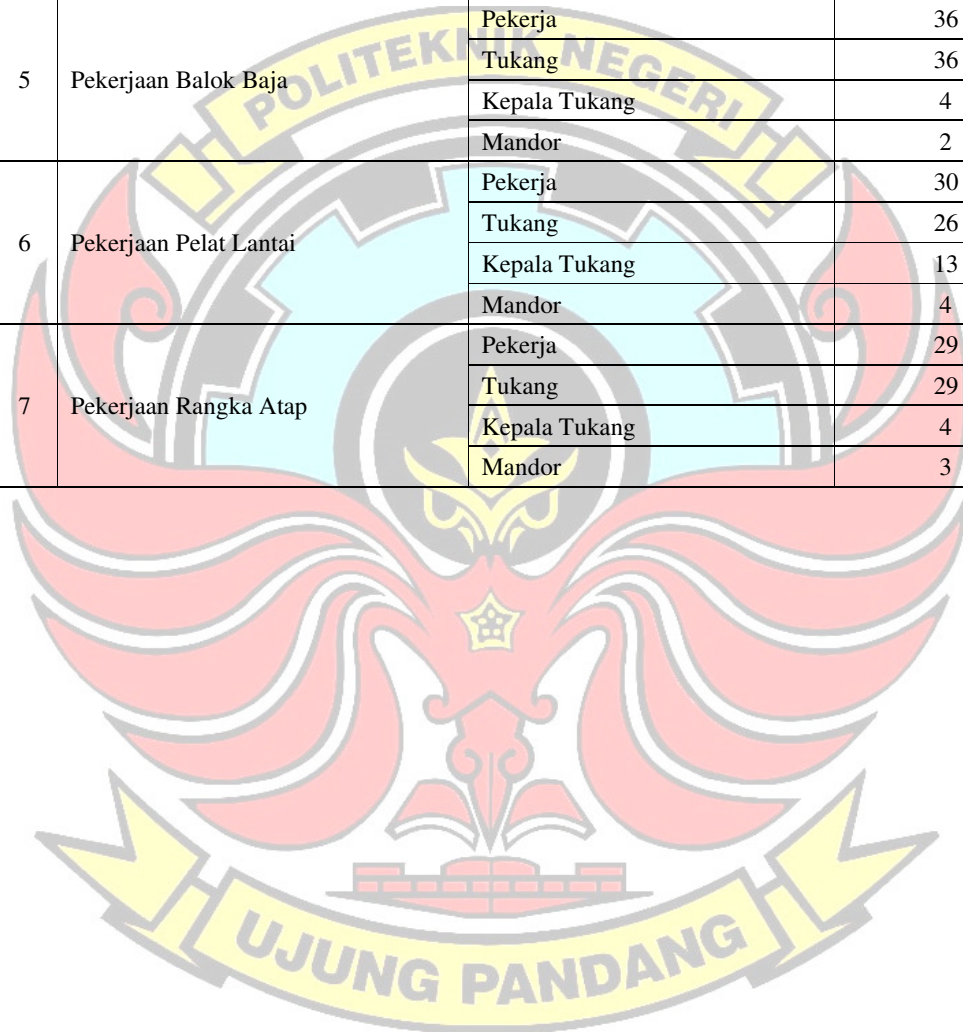 Pekerja 36
Tukang 36
5 Pekerjaan Balok Baja
Kepala Tukang 4
Mandor 2
Pekerja 30
Tukang 26
6 Pekerjaan Pelat Lantai
Kepala Tukang 13
Mandor 4
Pekerja 29
Tukang 29
7 Pekerjaan Rangka Atap
Kepala Tukang 4
Mandor 3
POLITEKNIK NEGERI
UJUNG PANDANG